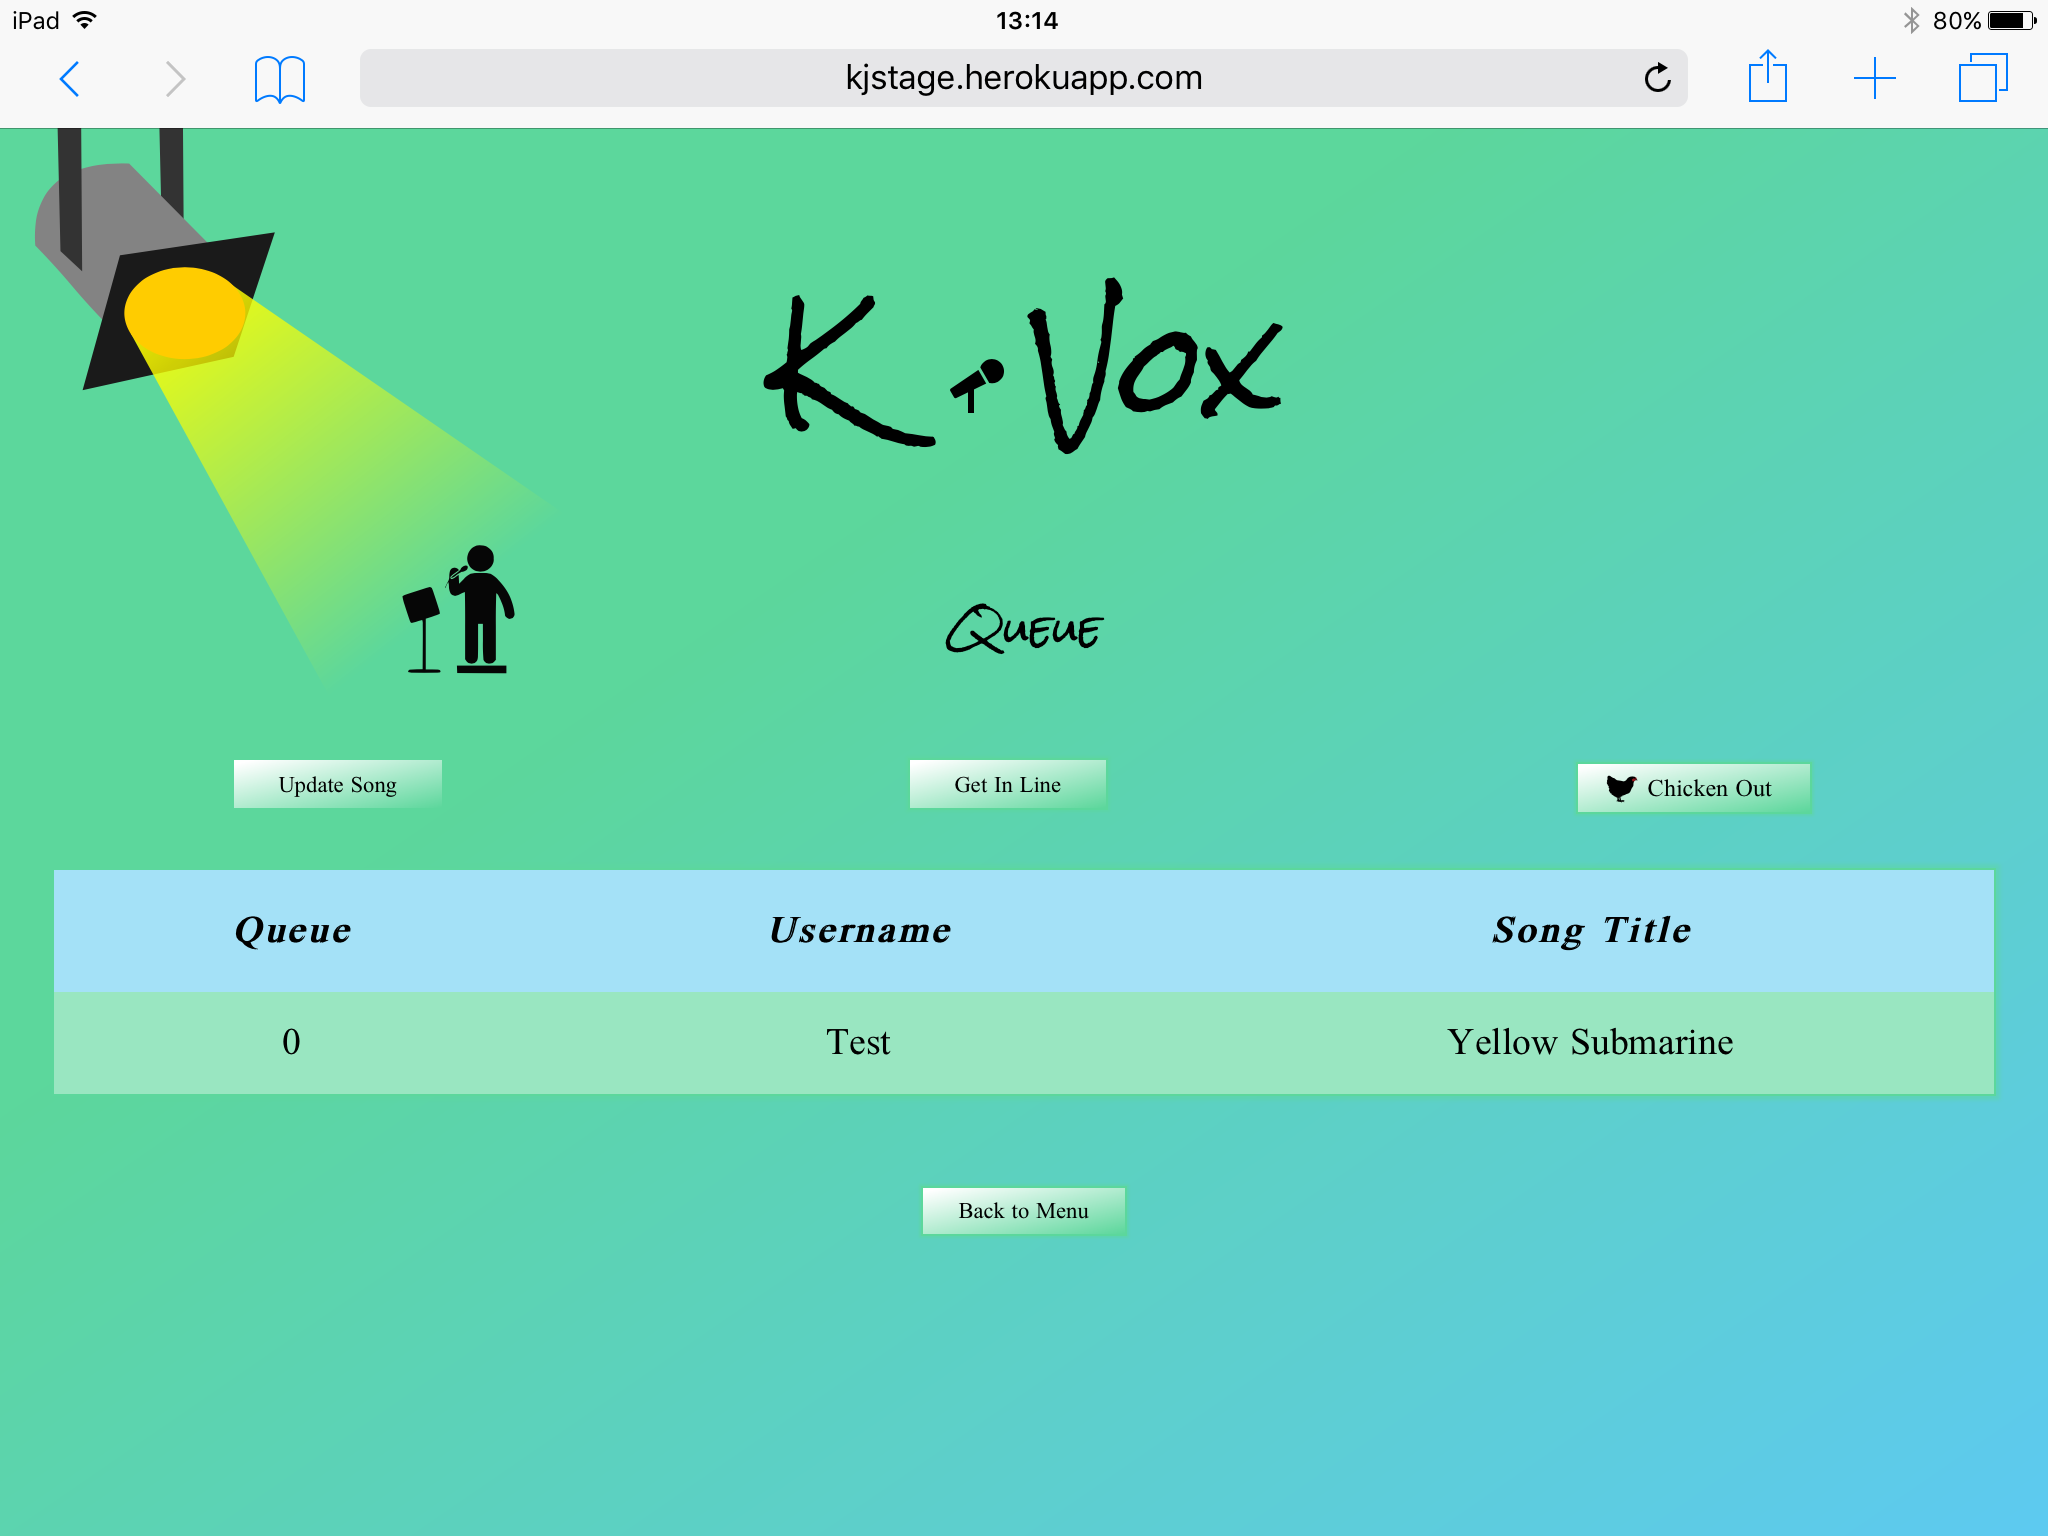 iPad 13:14 80%
kjstage.herokuapp.com
K-Vox
Queue
Update Song Get In Line Chicken Out
Queue Username Song Title
0 Test Yellow Submarine
Back to Menu